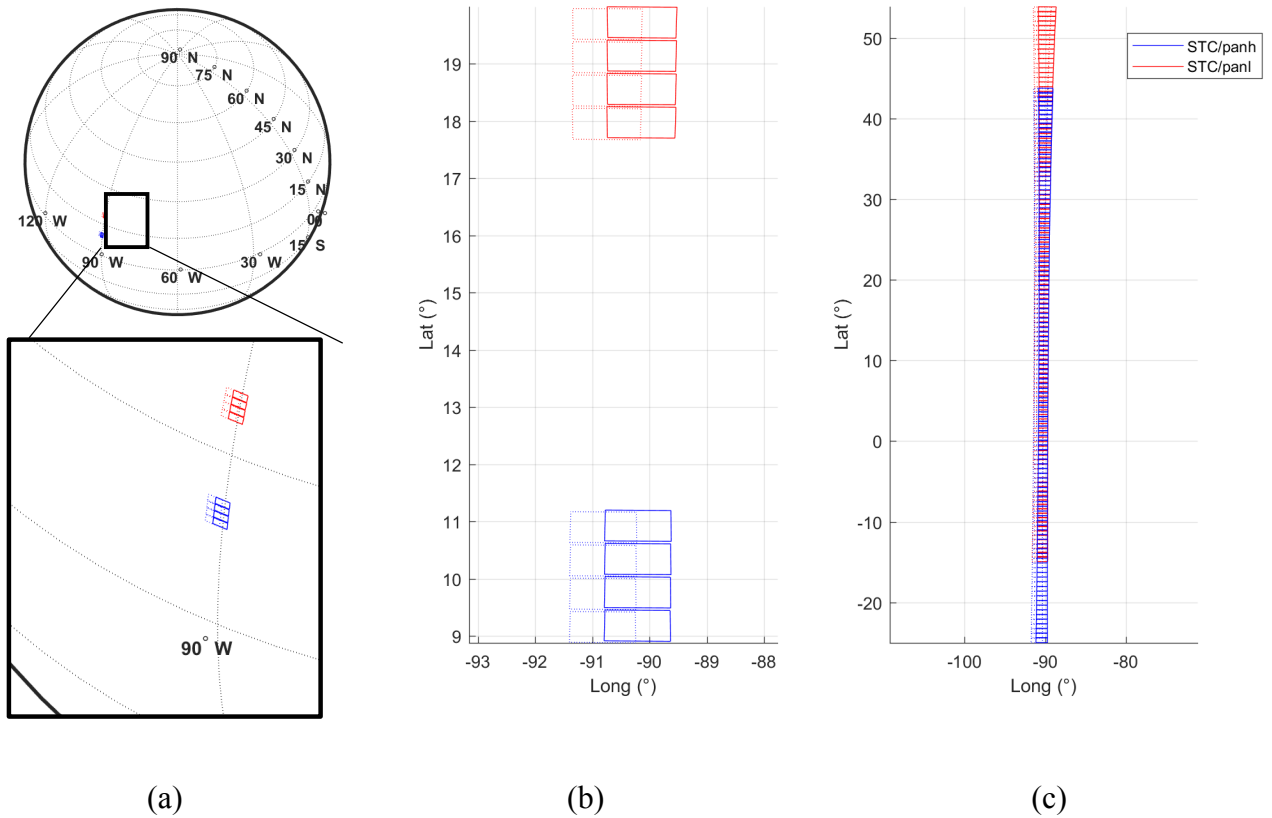 90° N
75° N
60° N
45° N
30° N
15° N
0°
15° S
120° W
90° W
60° W
30° W
90° W
19
18
17
16
15
14
13
12
11
10
9
Lat (°)
-93
-92
-91
-90
-89
-88
Long (°)
50
40
30
20
10
0
-10
-20
Lat (°)
-100
-90
-80
Long (°)
STC/panh
STC/panl
(a)
(b)
(c)